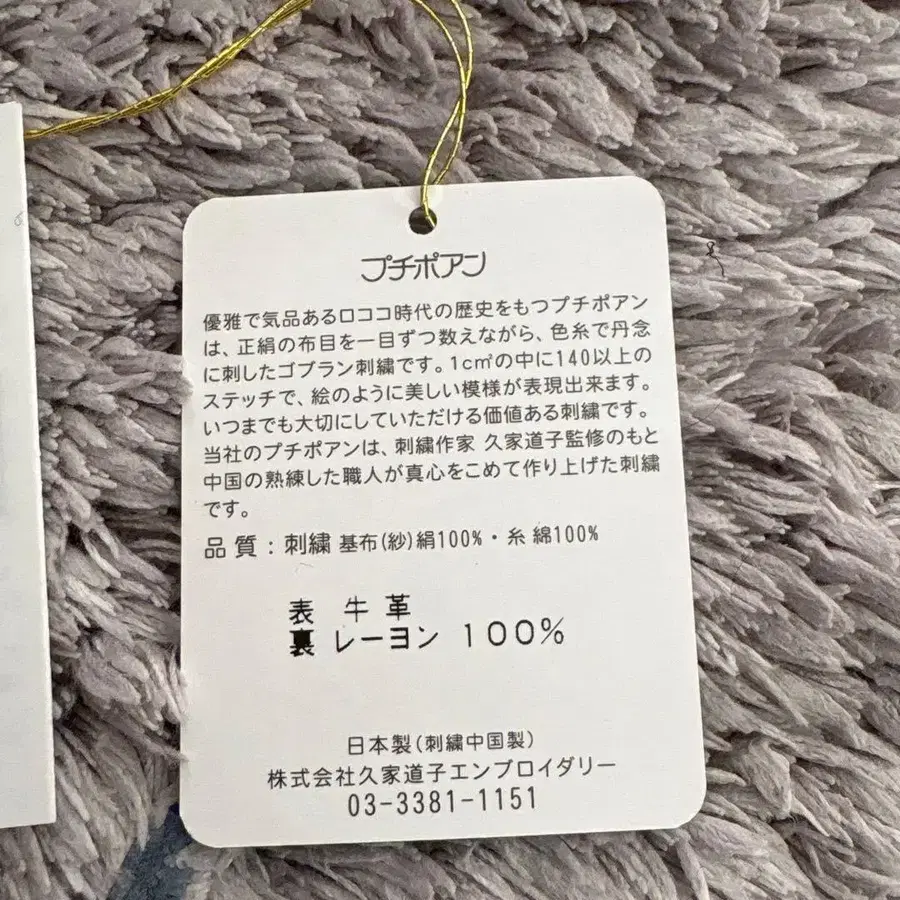 プチポアン
優雅で気品あるロココ時代の歴史をもつプチポアン
は、正絹の布目を一目ずつ数えながら、色糸で丹念
に刺したゴブラン刺繍です。1c㎡の中に140以上の
ステッチで、絵のように美しい模様が表現出来ます。
いつまでも大切にしていただける価値ある刺繍です。
当社のプチポアンは、刺繍作家 久家道子監修のもと
中国の熟練した職人が真心をこめて作り上げた刺繍
です。
品質:刺繍 基布(紗)絹100%・糸 綿100%
表 牛革
裏 レーヨン 100%
日本製(刺繍中国製)
株式会社久家道子エンブロイダリー
03-3381-1151